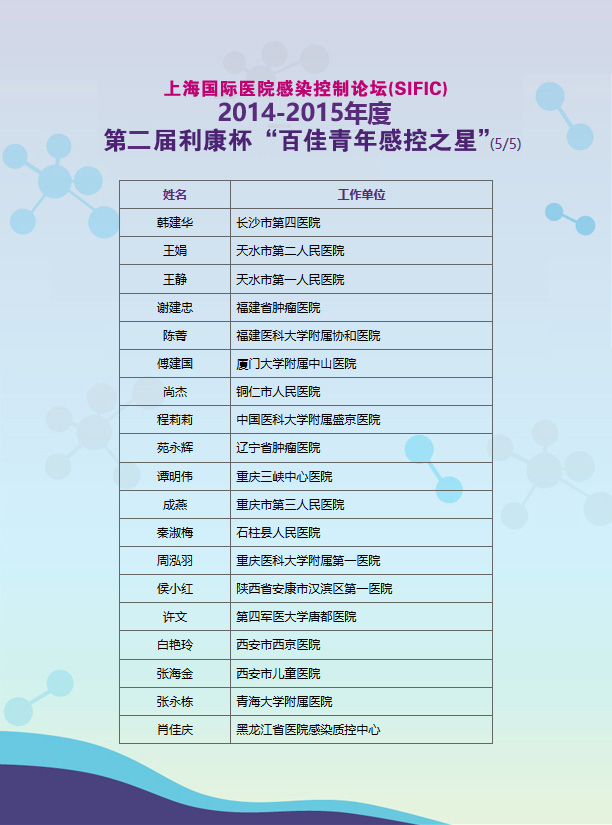 上海国际医院感染控制论坛(SIFIC)
2014-2015年度
第二届利康杯“百佳青年感控之星”(5/5)
姓名 工作单位
韩建华 长沙市第四医院
王娟 天水市第二人民医院
王静 天水市第一人民医院
谢建忠 福建省肿瘤医院
陈菁 福建医科大学附属协和医院
傅建国 厦门大学附属中山医院
尚杰 铜仁市人民医院
程莉莉 中国医科大学附属盛京医院
苑永辉 辽宁省肿瘤医院
谭明伟 重庆三峡中心医院
成燕 重庆市第三人民医院
秦淑梅 石柱县人民医院
周泓羽 重庆医科大学附属第一医院
侯小红 陕西省安康市汉滨区第一医院
许文 第四军医大学唐都医院
白艳玲 西安市西京医院
张海金 西安市儿童医院
张永栋 青海大学附属医院
肖佳庆 黑龙江省医院感染质控中心